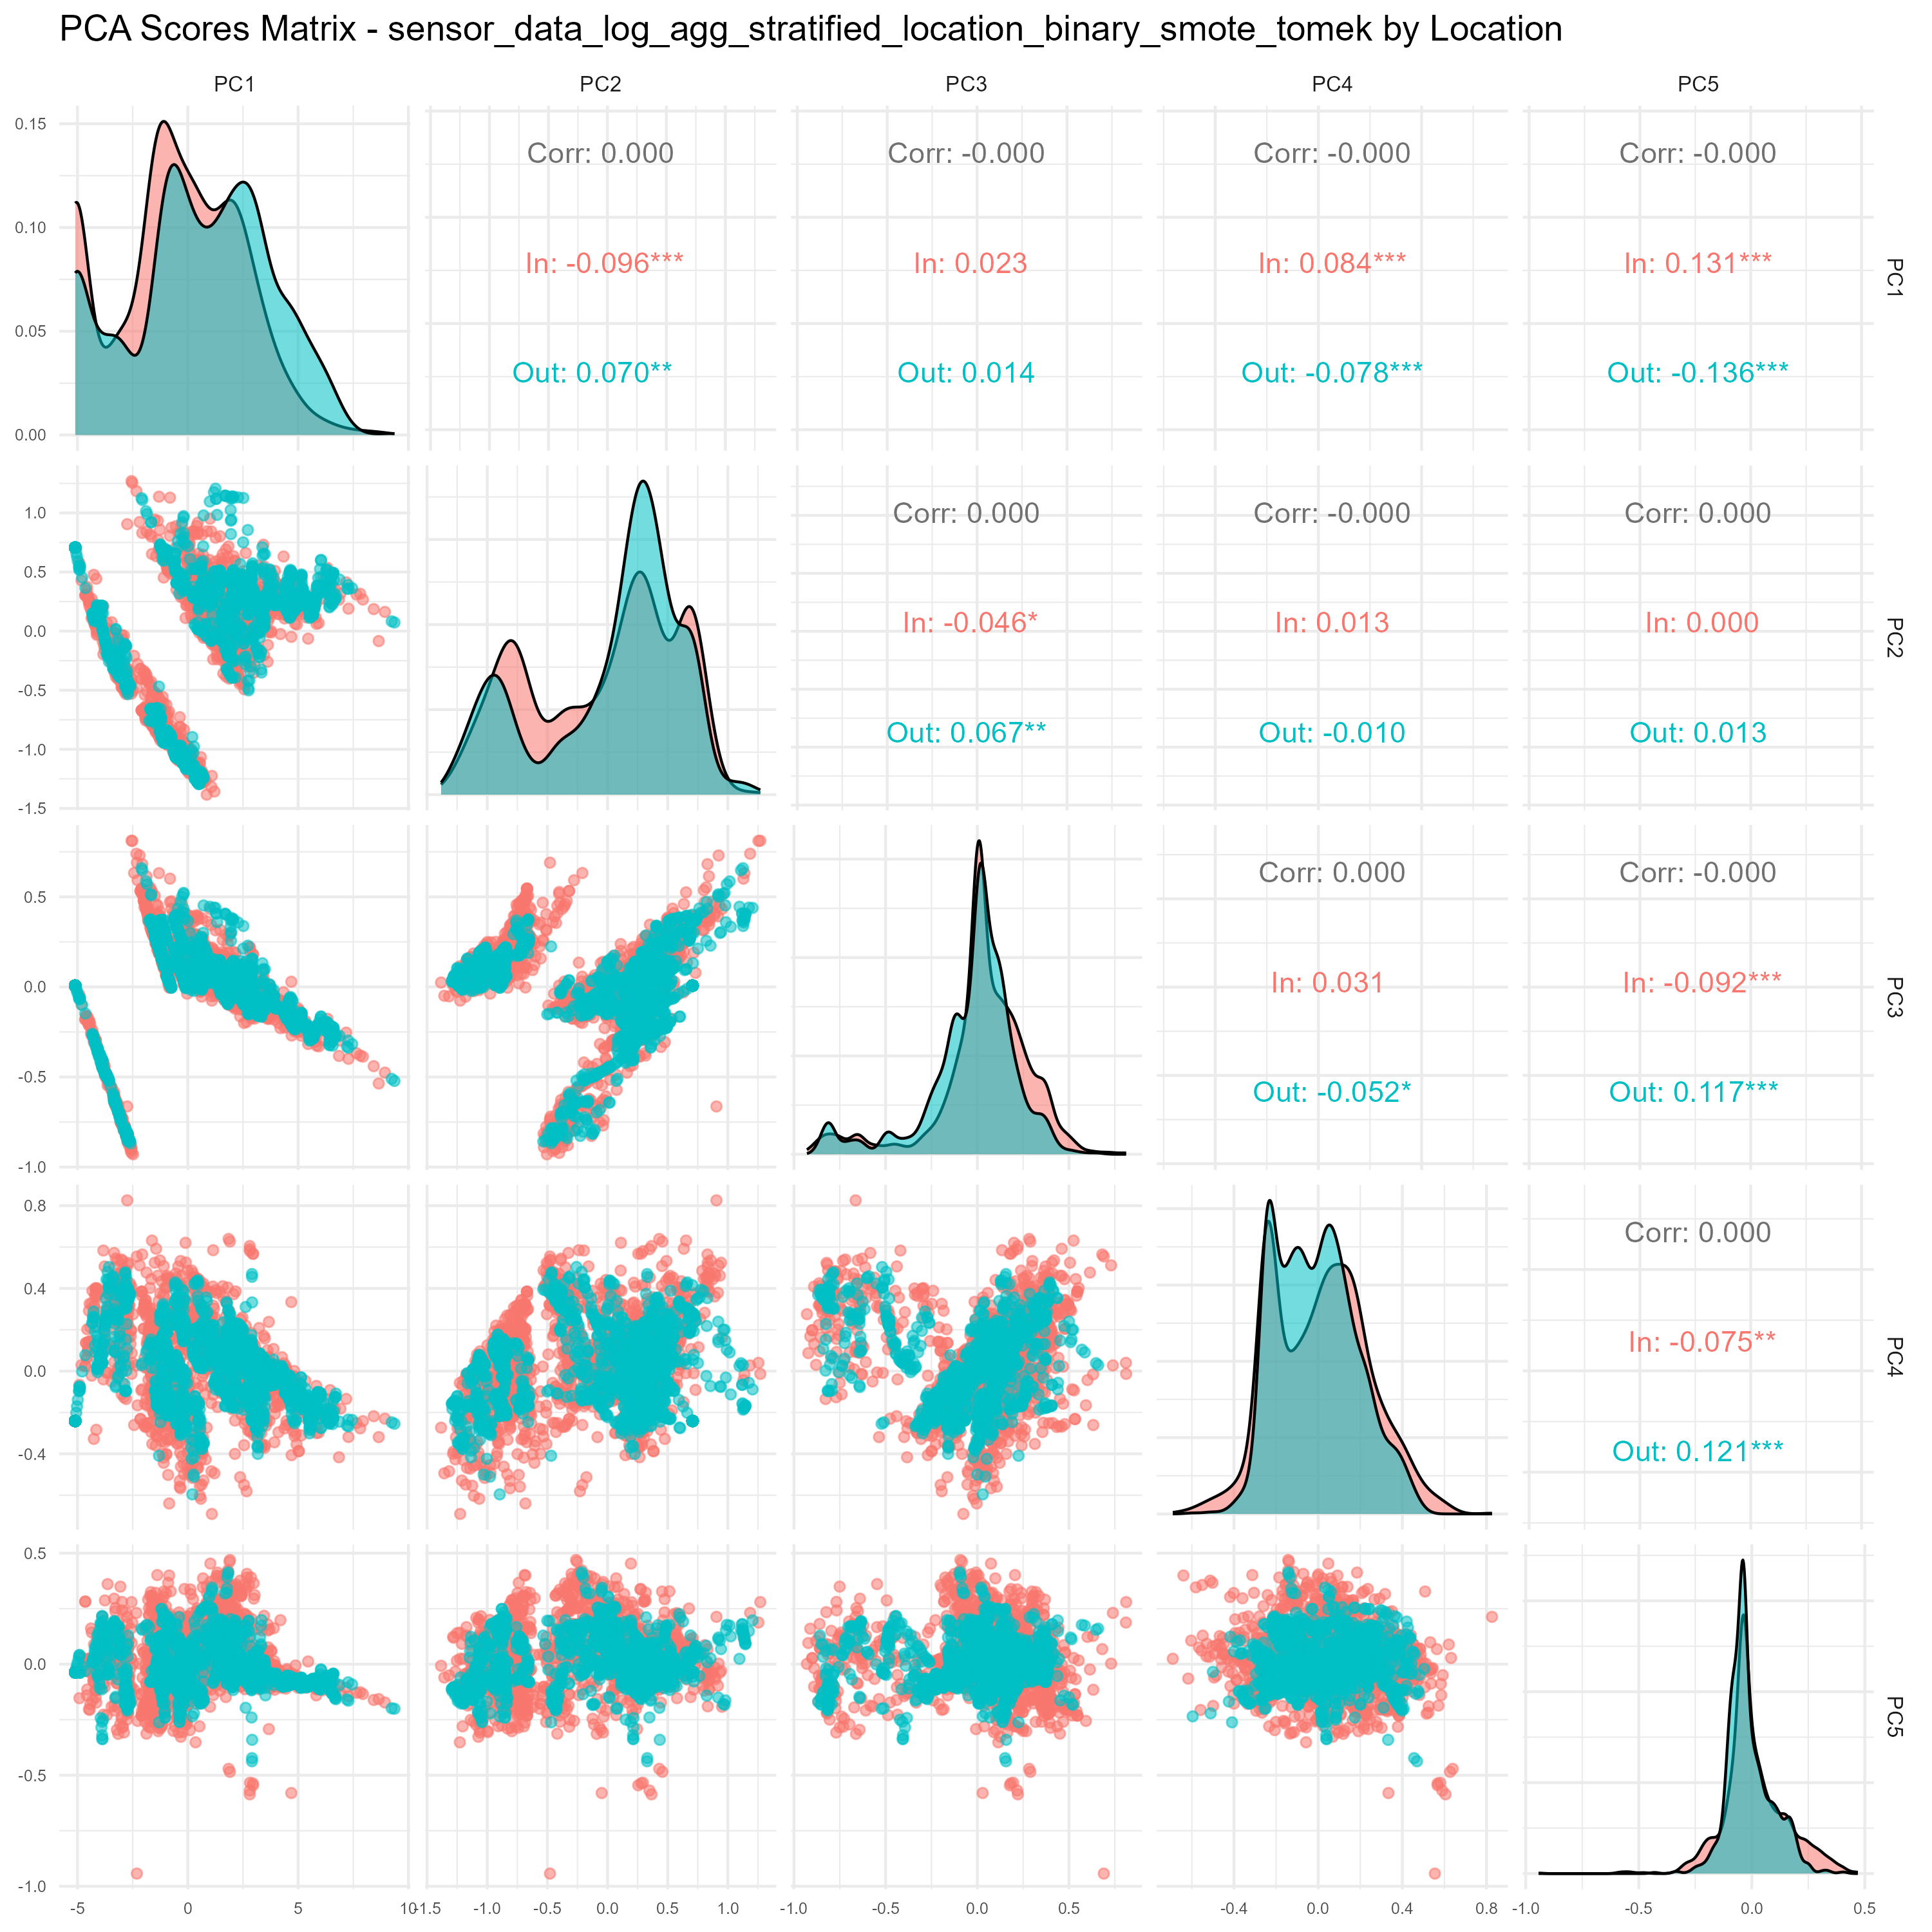 PCA Scores Matrix - sensor_data_log_agg_stratified_location_binary_smote_tomek by Location
PC1 PC2 PC3 PC4 PC5
0.15
0.10
0.05
0.00
Corr: 0.000
In: -0.096***
Out: 0.070**
Corr: -0.000
In: 0.023
Out: 0.014
Corr: -0.000
In: 0.084***
Out: -0.078***
Corr: -0.000
In: 0.131***
Out: -0.136***
PC1
1.0
0.5
0.0
-0.5
-1.0
-1.5
Corr: 0.000
In: -0.046*
Out: 0.067**
Corr: -0.000
In: 0.013
Out: -0.010
Corr: 0.000
In: 0.000
Out: 0.013
PC2
0.5
0.0
-0.5
-1.0
Corr: 0.000
In: 0.031
Out: -0.052*
Corr: -0.000
In: -0.092***
Out: 0.117***
PC3
0.8
0.4
0.0
-0.4
Corr: 0.000
In: -0.075**
Out: 0.121***
PC4
0.5
0.0
-0.5
-1.0
PC5
-5 0 5 10
-1.5 -1.0 -0.5 0.0 0.5 1.0
-1.0 -0.5 0.0 0.5
-0.4 0.0 0.4 0.8
-1.0 -0.5 0.0 0.5